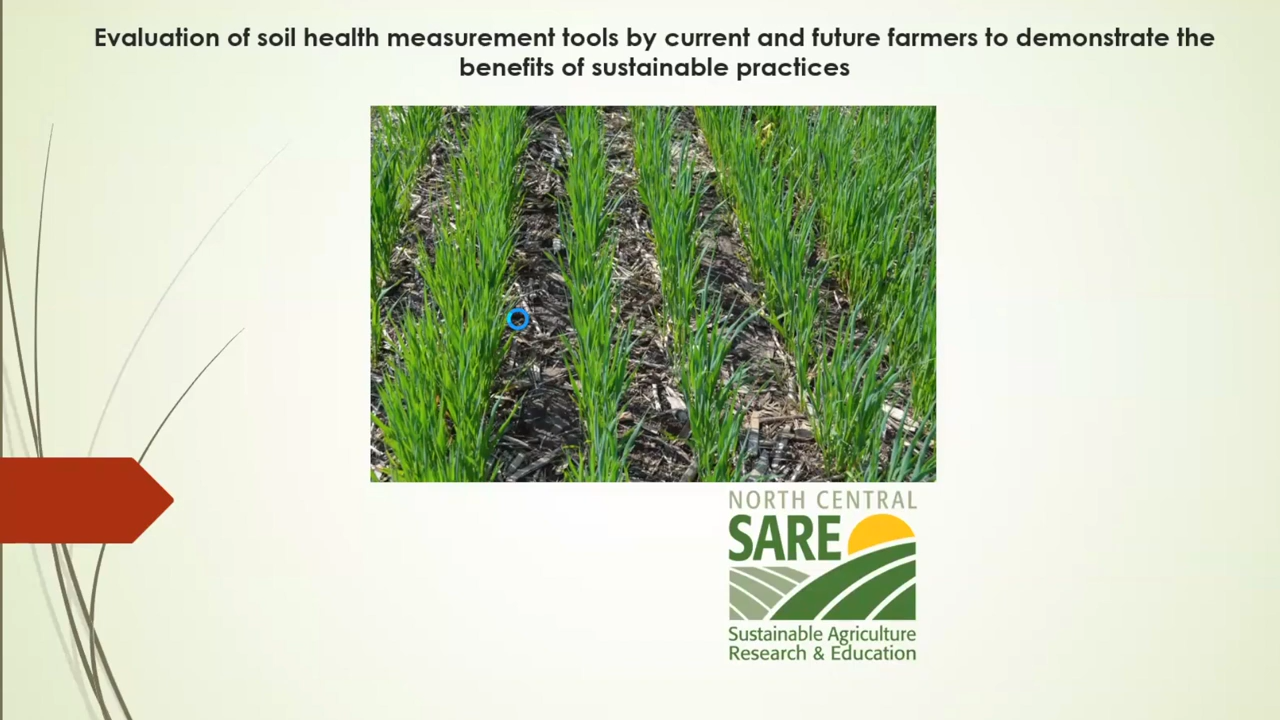 Evaluation of soil health measurement tools by current and future farmers to demonstrate the
benefits of sustainable practices
NORTH CENTRAL
SARE
Sustainable Agriculture
Research & Education